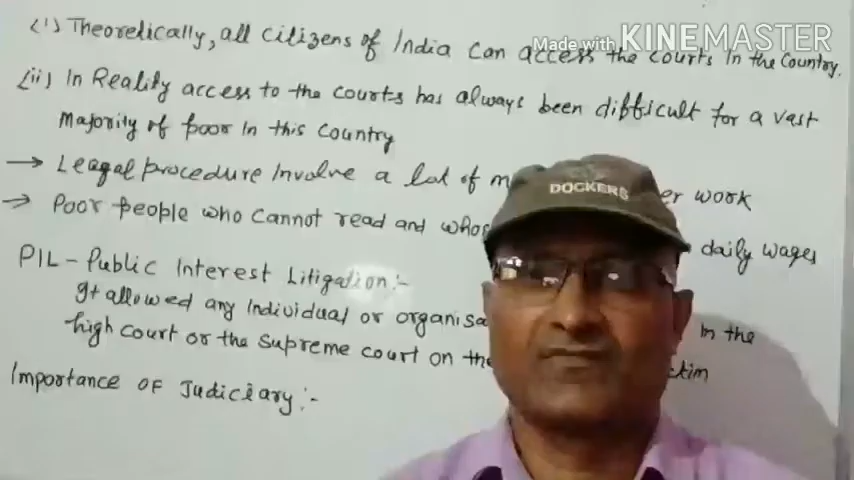 (i) Theoretically, all citizens of India can access the courts in the country.
Made with KINEMASTER
(ii) In Reality access to the courts has always been difficult for a vast
majority of poor in this country
→ Leagal procedure involve a lot of m er work
→ Poor people who cannot read and whos daily wages
PIL - Public Interest Litigation:-
It allowed any individual or organisa in the
high court or the supreme court on the ctim
Importance of Judiciary:-
DOCKERS